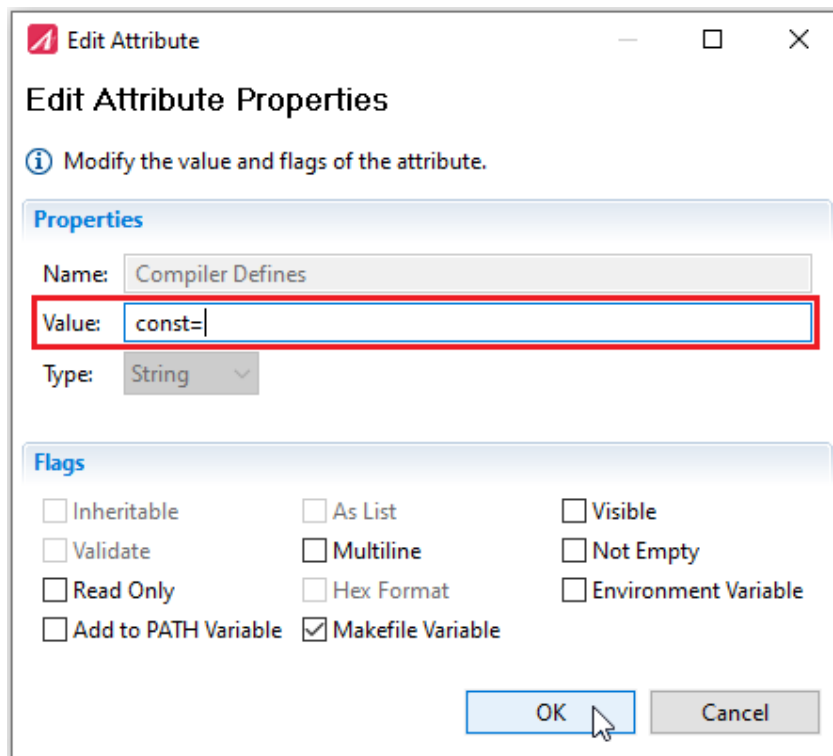 Edit Attribute
Edit Attribute Properties
Modify the value and flags of the attribute.
Properties
Name: Compiler Defines
Value: const=
Type: String
Flags
Inheritable As List Visible
Validate Multiline Not Empty
Read Only Hex Format Environment Variable
Add to PATH Variable Makefile Variable
OK Cancel